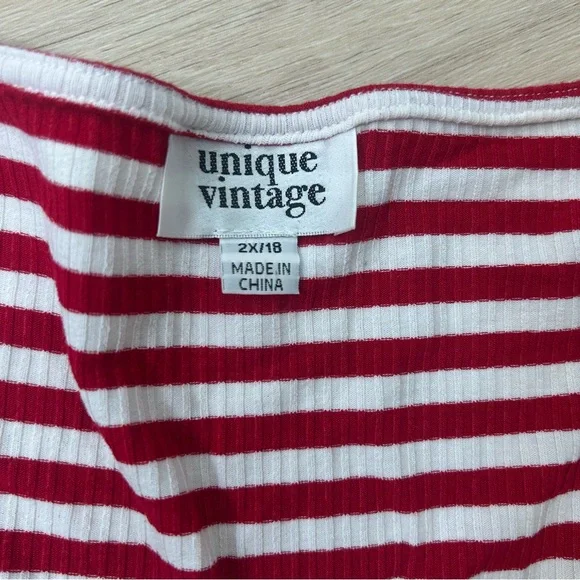 unique
vintage
2X/18
MADE IN
CHINA